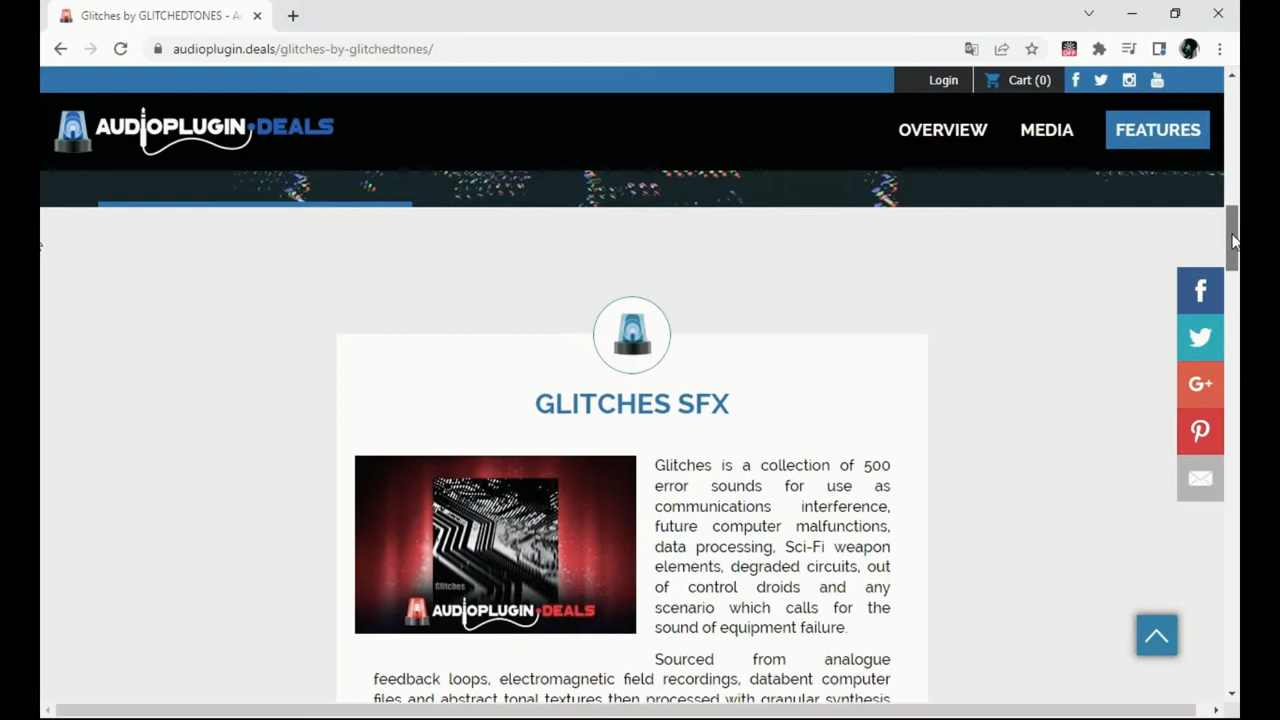 Glitches by GLITCHEDTONES - Au
audioplugin.deals/glitches-by-glitchedtones/
OFF
Login
Cart (0)
AUDIOPLUGIN DEALS
OVERVIEW
MEDIA
FEATURES
GLITCHES SFX
Glitches is a collection of 500
error sounds for use as
communications interference,
future computer malfunctions,
data processing, Sci-Fi weapon
elements, degraded circuits, out
of control droids and any
scenario which calls for the
sound of equipment failure.
Glitches
AUDIOPLUGIN DEALS
Sourced from analogue
feedback loops, electromagnetic field recordings, databent computer
files and abstract tonal textures then processed with granular synthesis